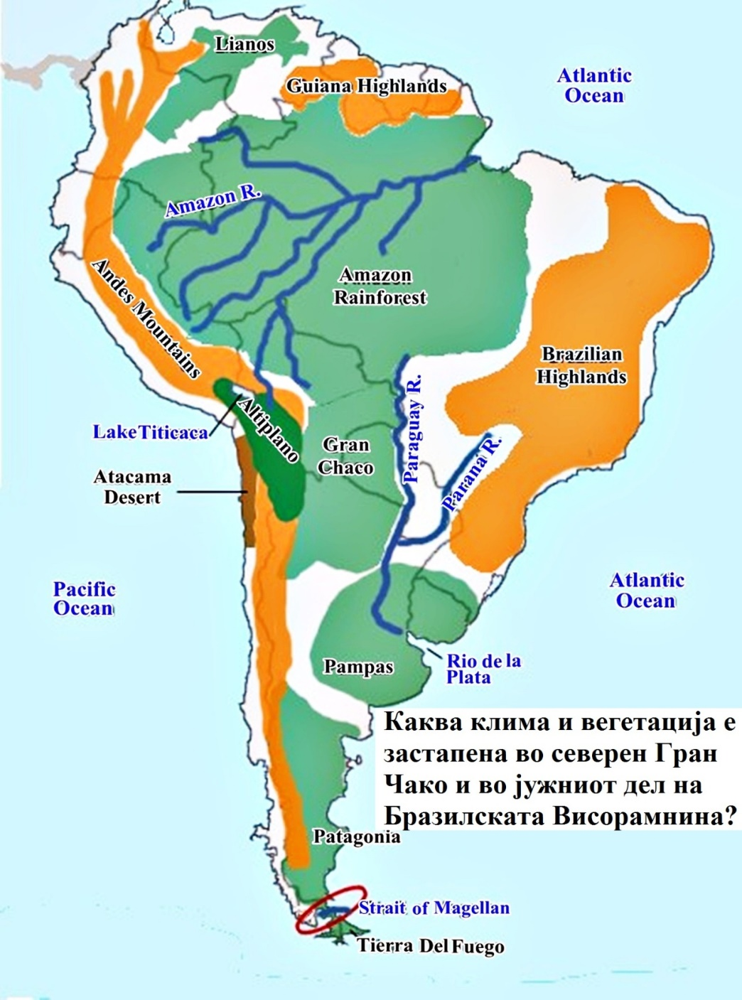 Lianos
Guiana Highlands
Atlantic
Ocean
Amazon R.
Andes Mountains
Amazon
Rainforest
Brazilian
Highlands
Paraguay R.
Altiplano
LakeTiticaca
Gran
Chaco
Parana R.
Atacama
Desert
Pacific
Ocean
Atlantic
Ocean
Rio de la
Plata
Pampas
Каква клима и вегетација е
застапена во северен Гран
Чако и во јужниот дел на
Бразилската Висорамнина?
Patagonia
Strait of Magellan
Tierra Del Fuego